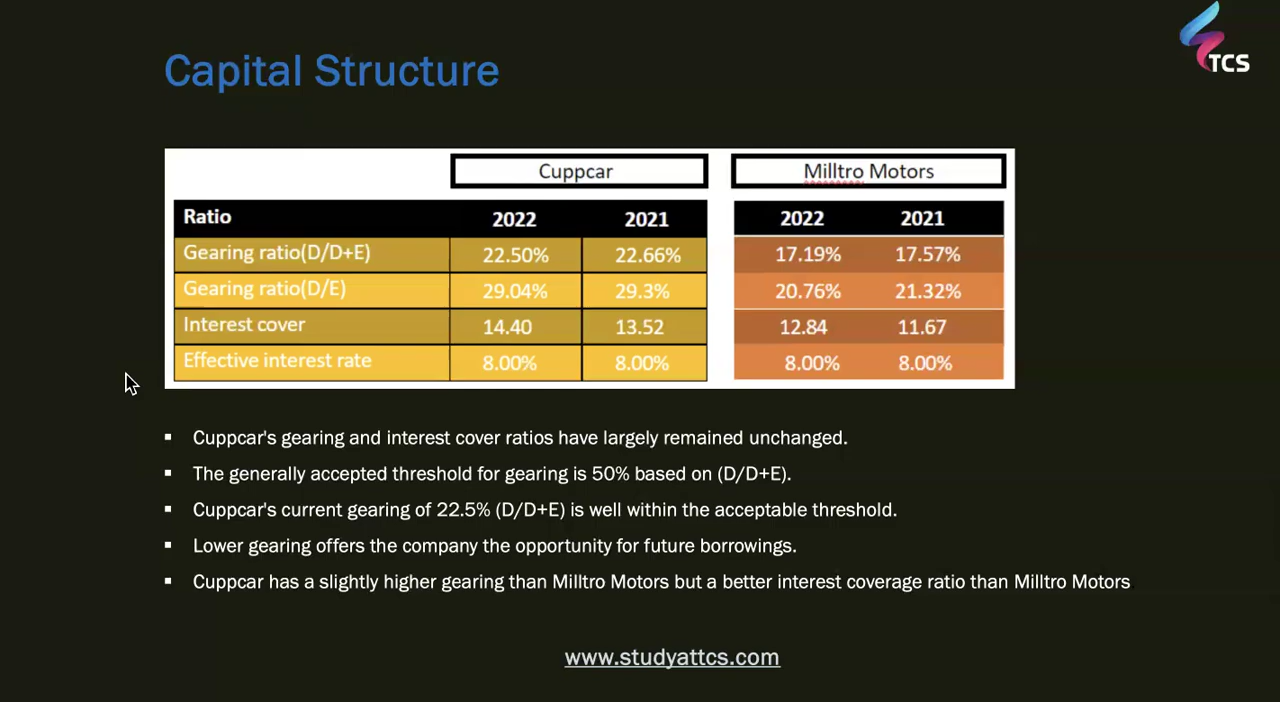 TCS
Capital Structure
Cuppcar Milltro Motors
Ratio 2022 2021 2022 2021
Gearing ratio(D/D+E) 22.50% 22.66% 17.19% 17.57%
Gearing ratio(D/E) 29.04% 29.3% 20.76% 21.32%
Interest cover 14.40 13.52 12.84 11.67
Effective interest rate 8.00% 8.00% 8.00% 8.00%
▪ Cuppcar's gearing and interest cover ratios have largely remained unchanged.
▪ The generally accepted threshold for gearing is 50% based on (D/D+E).
▪ Cuppcar's current gearing of 22.5% (D/D+E) is well within the acceptable threshold.
▪ Lower gearing offers the company the opportunity for future borrowings.
▪ Cuppcar has a slightly higher gearing than Milltro Motors but a better interest coverage ratio than Milltro Motors
www.studyattcs.com